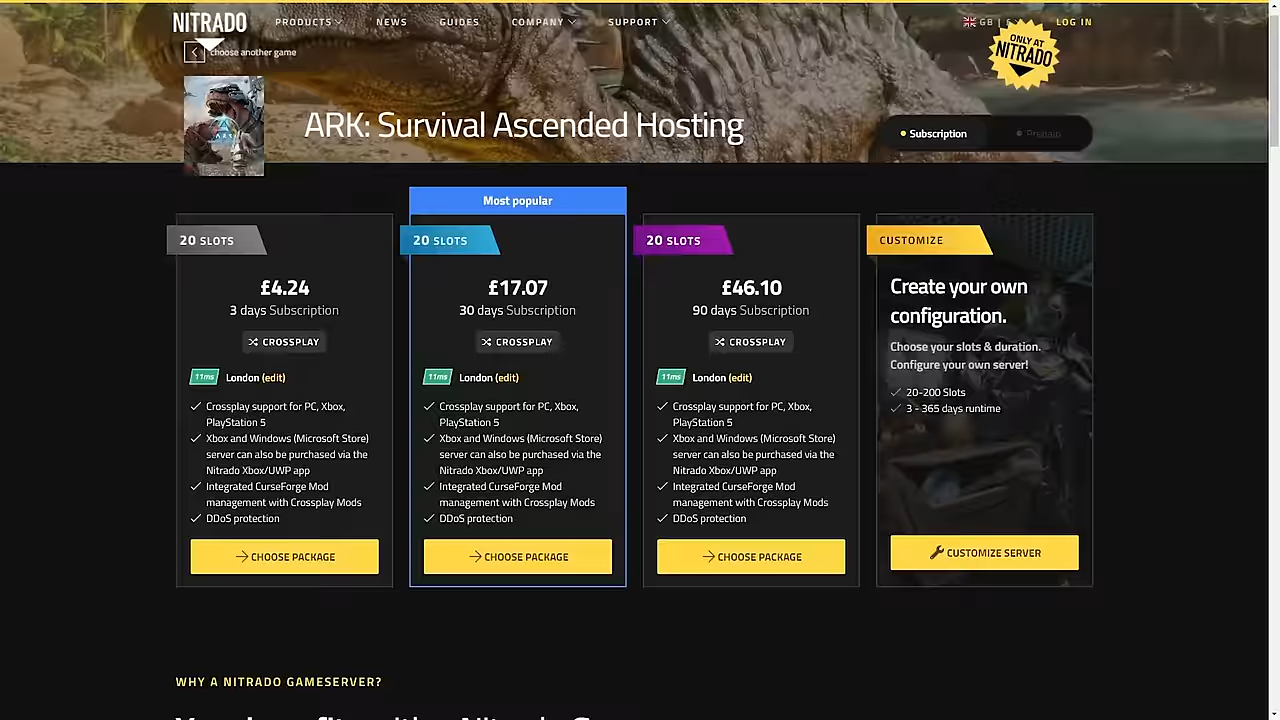 NITRADO
PRODUCTS
NEWS
GUIDES
COMPANY
SUPPORT
GB |
LOG IN
choose another game
ONLY AT
NITRADO
ARK: Survival Ascended Hosting
Subscription
Prepaid
Most popular
20 SLOTS
£4.24
3 days Subscription
CROSSPLAY
11ms London (edit)
Crossplay support for PC, Xbox,
PlayStation 5
Xbox and Windows (Microsoft Store)
server can also be purchased via the
Nitrado Xbox/UWP app
Integrated CurseForge Mod
management with Crossplay Mods
DDoS protection
CHOOSE PACKAGE
20 SLOTS
£17.07
30 days Subscription
CROSSPLAY
11ms London (edit)
Crossplay support for PC, Xbox,
PlayStation 5
Xbox and Windows (Microsoft Store)
server can also be purchased via the
Nitrado Xbox/UWP app
Integrated CurseForge Mod
management with Crossplay Mods
DDoS protection
CHOOSE PACKAGE
20 SLOTS
£46.10
90 days Subscription
CROSSPLAY
11ms London (edit)
Crossplay support for PC, Xbox,
PlayStation 5
Xbox and Windows (Microsoft Store)
server can also be purchased via the
Nitrado Xbox/UWP app
Integrated CurseForge Mod
management with Crossplay Mods
DDoS protection
CHOOSE PACKAGE
CUSTOMIZE
Create your own
configuration.
Choose your slots & duration.
Configure your own server!
20-200 Slots
3 - 365 days runtime
CUSTOMIZE SERVER
WHY A NITRADO GAMESERVER?